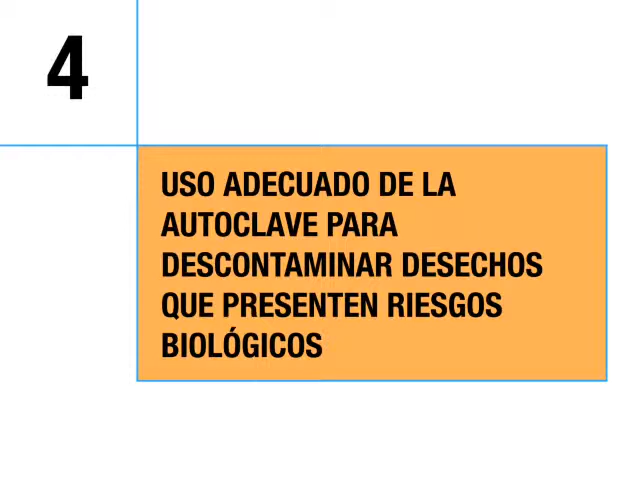 4
USO ADECUADO DE LA
AUTOCLAVE PARA
DESCONTAMINAR DESECHOS
QUE PRESENTEN RIESGOS
BIOLÓGICOS